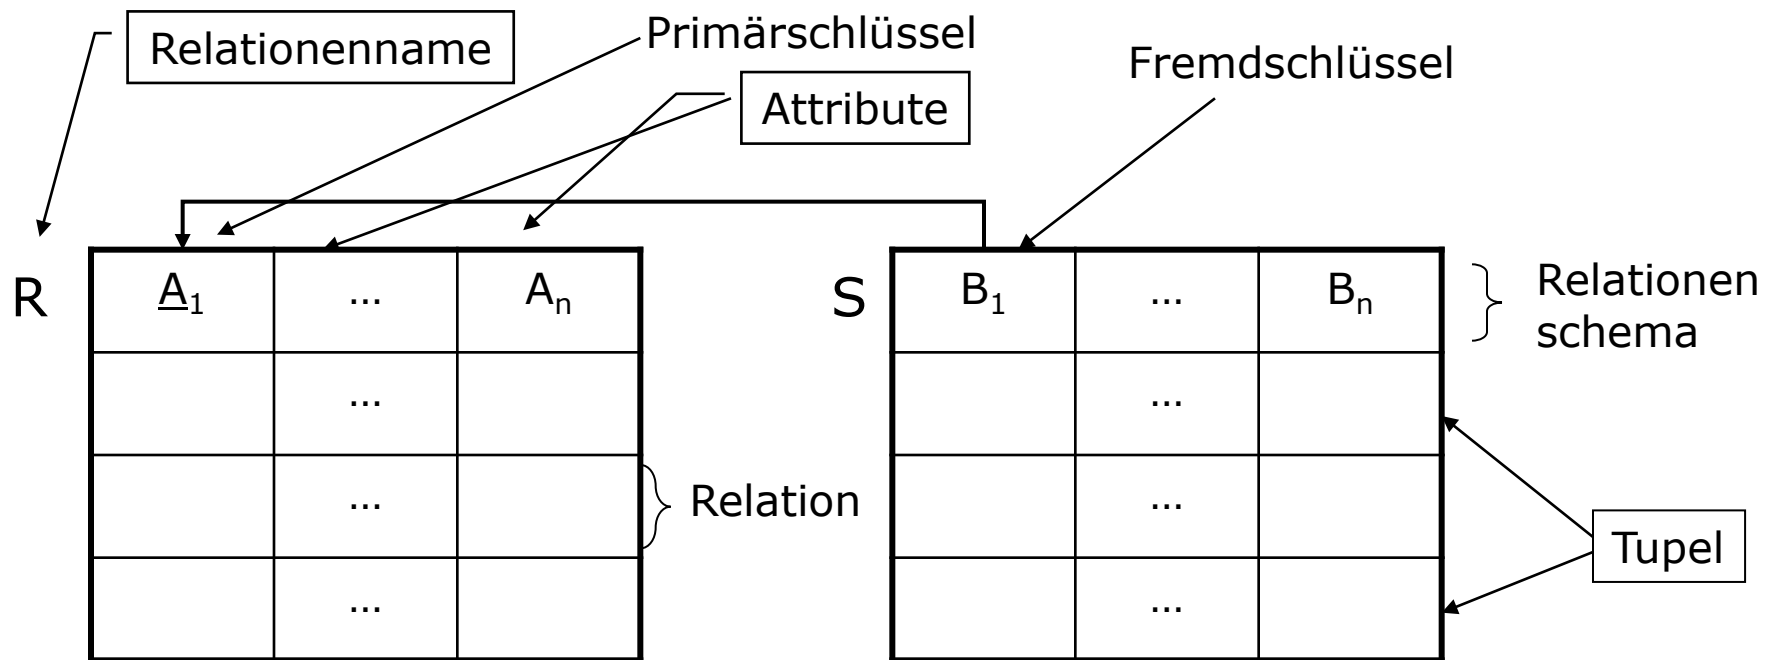 Relationenname
Primärschlüssel
Fremdschlüssel
Attribute
R
A₁ ... Aₙ
S
B₁ ... Bₙ
Relationen
schema
... ...
... Relation ...
Tupel
... ...